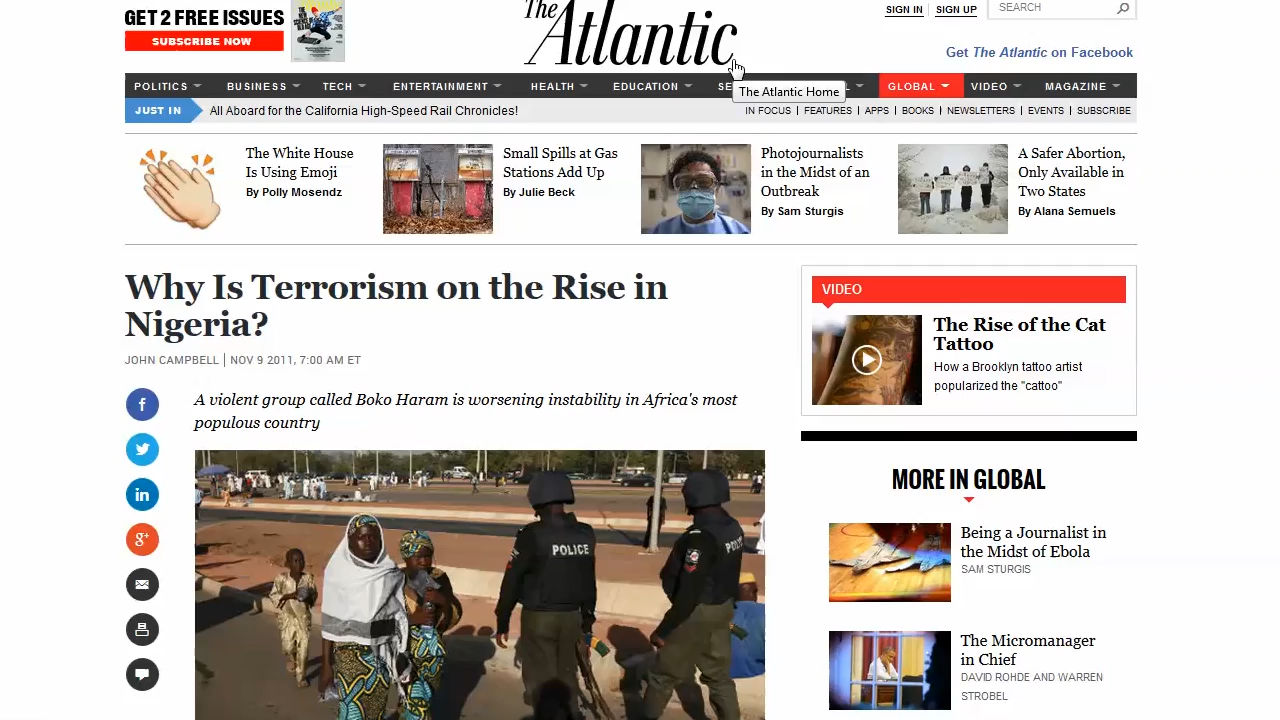 GET 2 FREE ISSUES
SUBSCRIBE NOW
The
Atlantic
SIGN IN | SIGN UP
SEARCH
Get The Atlantic on Facebook
POLITICS BUSINESS TECH ENTERTAINMENT HEALTH EDUCATION SE L GLOBAL VIDEO MAGAZINE
The Atlantic Home
JUST IN All Aboard for the California High-Speed Rail Chronicles!
IN FOCUS | FEATURES | APPS | BOOKS | NEWSLETTERS | EVENTS | SUBSCRIBE
The White House
Is Using Emoji
By Polly Mosendz
Small Spills at Gas
Stations Add Up
By Julie Beck
Photojournalists
in the Midst of an
Outbreak
By Sam Sturgis
A Safer Abortion,
Only Available in
Two States
By Alana Semuels
Why Is Terrorism on the Rise in
Nigeria?
JOHN CAMPBELL | NOV 9 2011, 7:00 AM ET
A violent group called Boko Haram is worsening instability in Africa's most
populous country
f
in
g+
POLICE
VIDEO
The Rise of the Cat
Tattoo
How a Brooklyn tattoo artist
popularized the "cattoo"
MORE IN GLOBAL
Being a Journalist in
the Midst of Ebola
SAM STURGIS
The Micromanager
in Chief
DAVID ROHDE AND WARREN
STROBEL